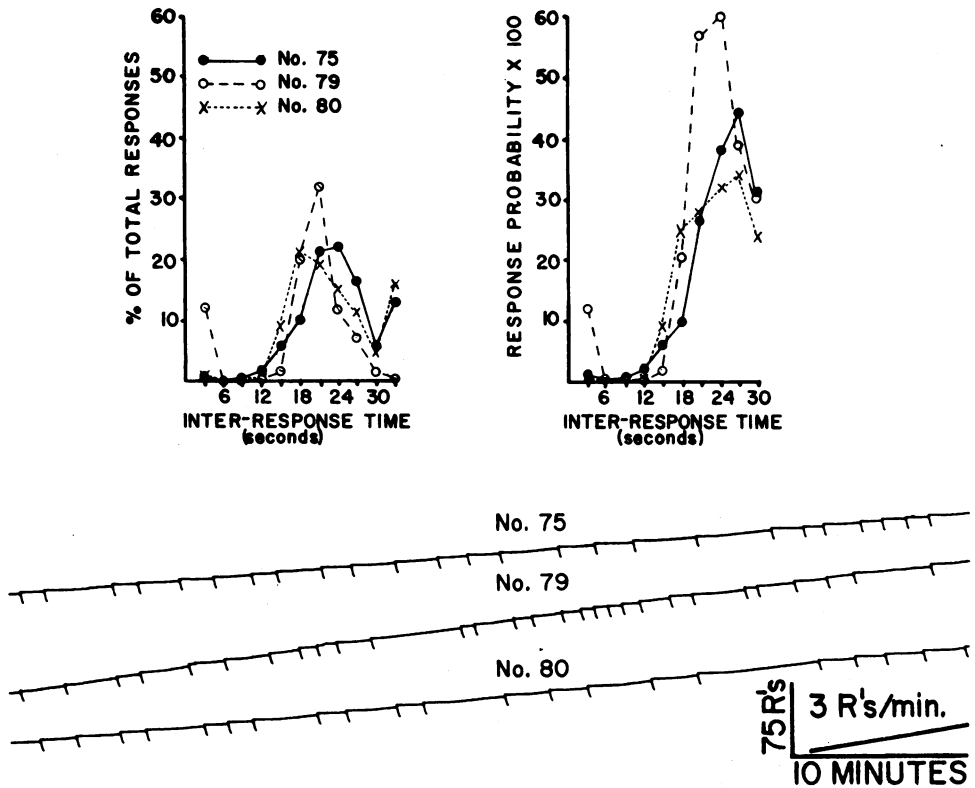 % OF TOTAL RESPONSES
60
50
40
30
20
10
No. 75
No. 79
No. 80
6 12 18 24 30
INTER-RESPONSE TIME
(seconds)
RESPONSE PROBABILITY X 100
60
50
40
30
20
10
6 12 18 24 30
INTER-RESPONSE TIME
(seconds)
No. 75
No. 79
No. 80
75 R's
3 R's/min.
10 MINUTES